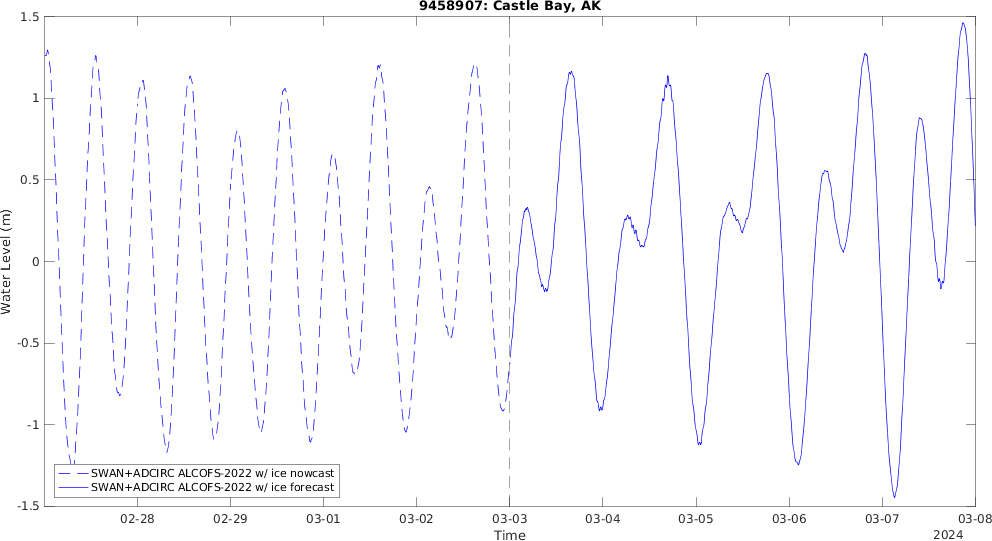 9458907: Castle Bay, AK
1.5
1
0.5
0
-0.5
-1
-1.5
Water Level (m)
SWAN+ADCIRC ALCOFS-2022 w/ ice nowcast
SWAN+ADCIRC ALCOFS-2022 w/ ice forecast
02-28 02-29 03-01 03-02 03-03 03-04 03-05 03-06 03-07 03-08
Time
2024